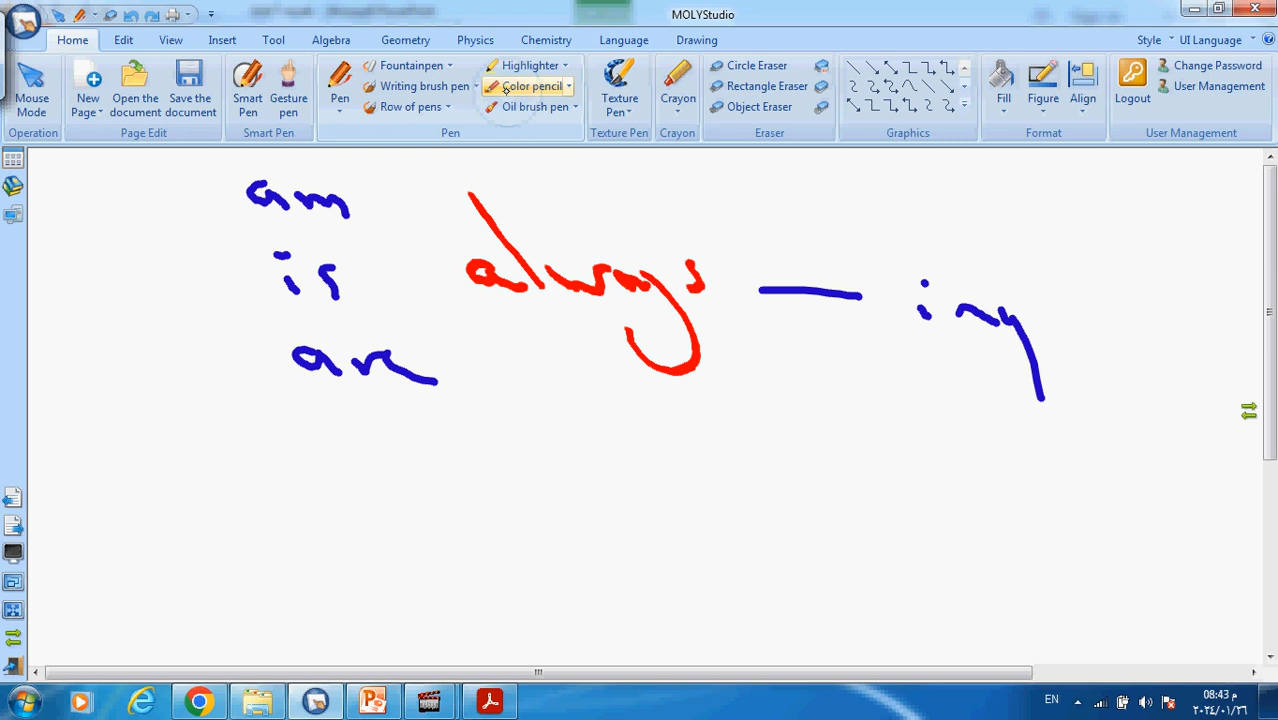 MOLYStudio
Home Edit View Insert Tool Algebra Geometry Physics Chemistry Language Drawing Style UI Language
Mouse Mode
Operation
New Page
Open the document
Save the document
Page Edit
Smart Pen
Gesture Pen
Smart Pen
Pen
Fountainpen
Writing brush pen
Row of pens
Highlighter
Color pencil
Oil brush pen
Pen
Texture Pen
Texture Pen
Crayon
Crayon
Circle Eraser
Rectangle Eraser
Object Eraser
Eraser
Graphics
Fill
Figure
Align
Format
Logout
Change Password
User Management
User Management
am
is always — ing
are
EN
08:43 م
٢٠٢٤/٠١/٢٦